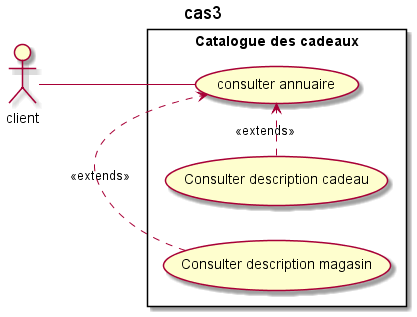 cas3
Catalogue des cadeaux
consulter annuaire
client
«extends»
Consulter description cadeau
«extends»
Consulter description magasin